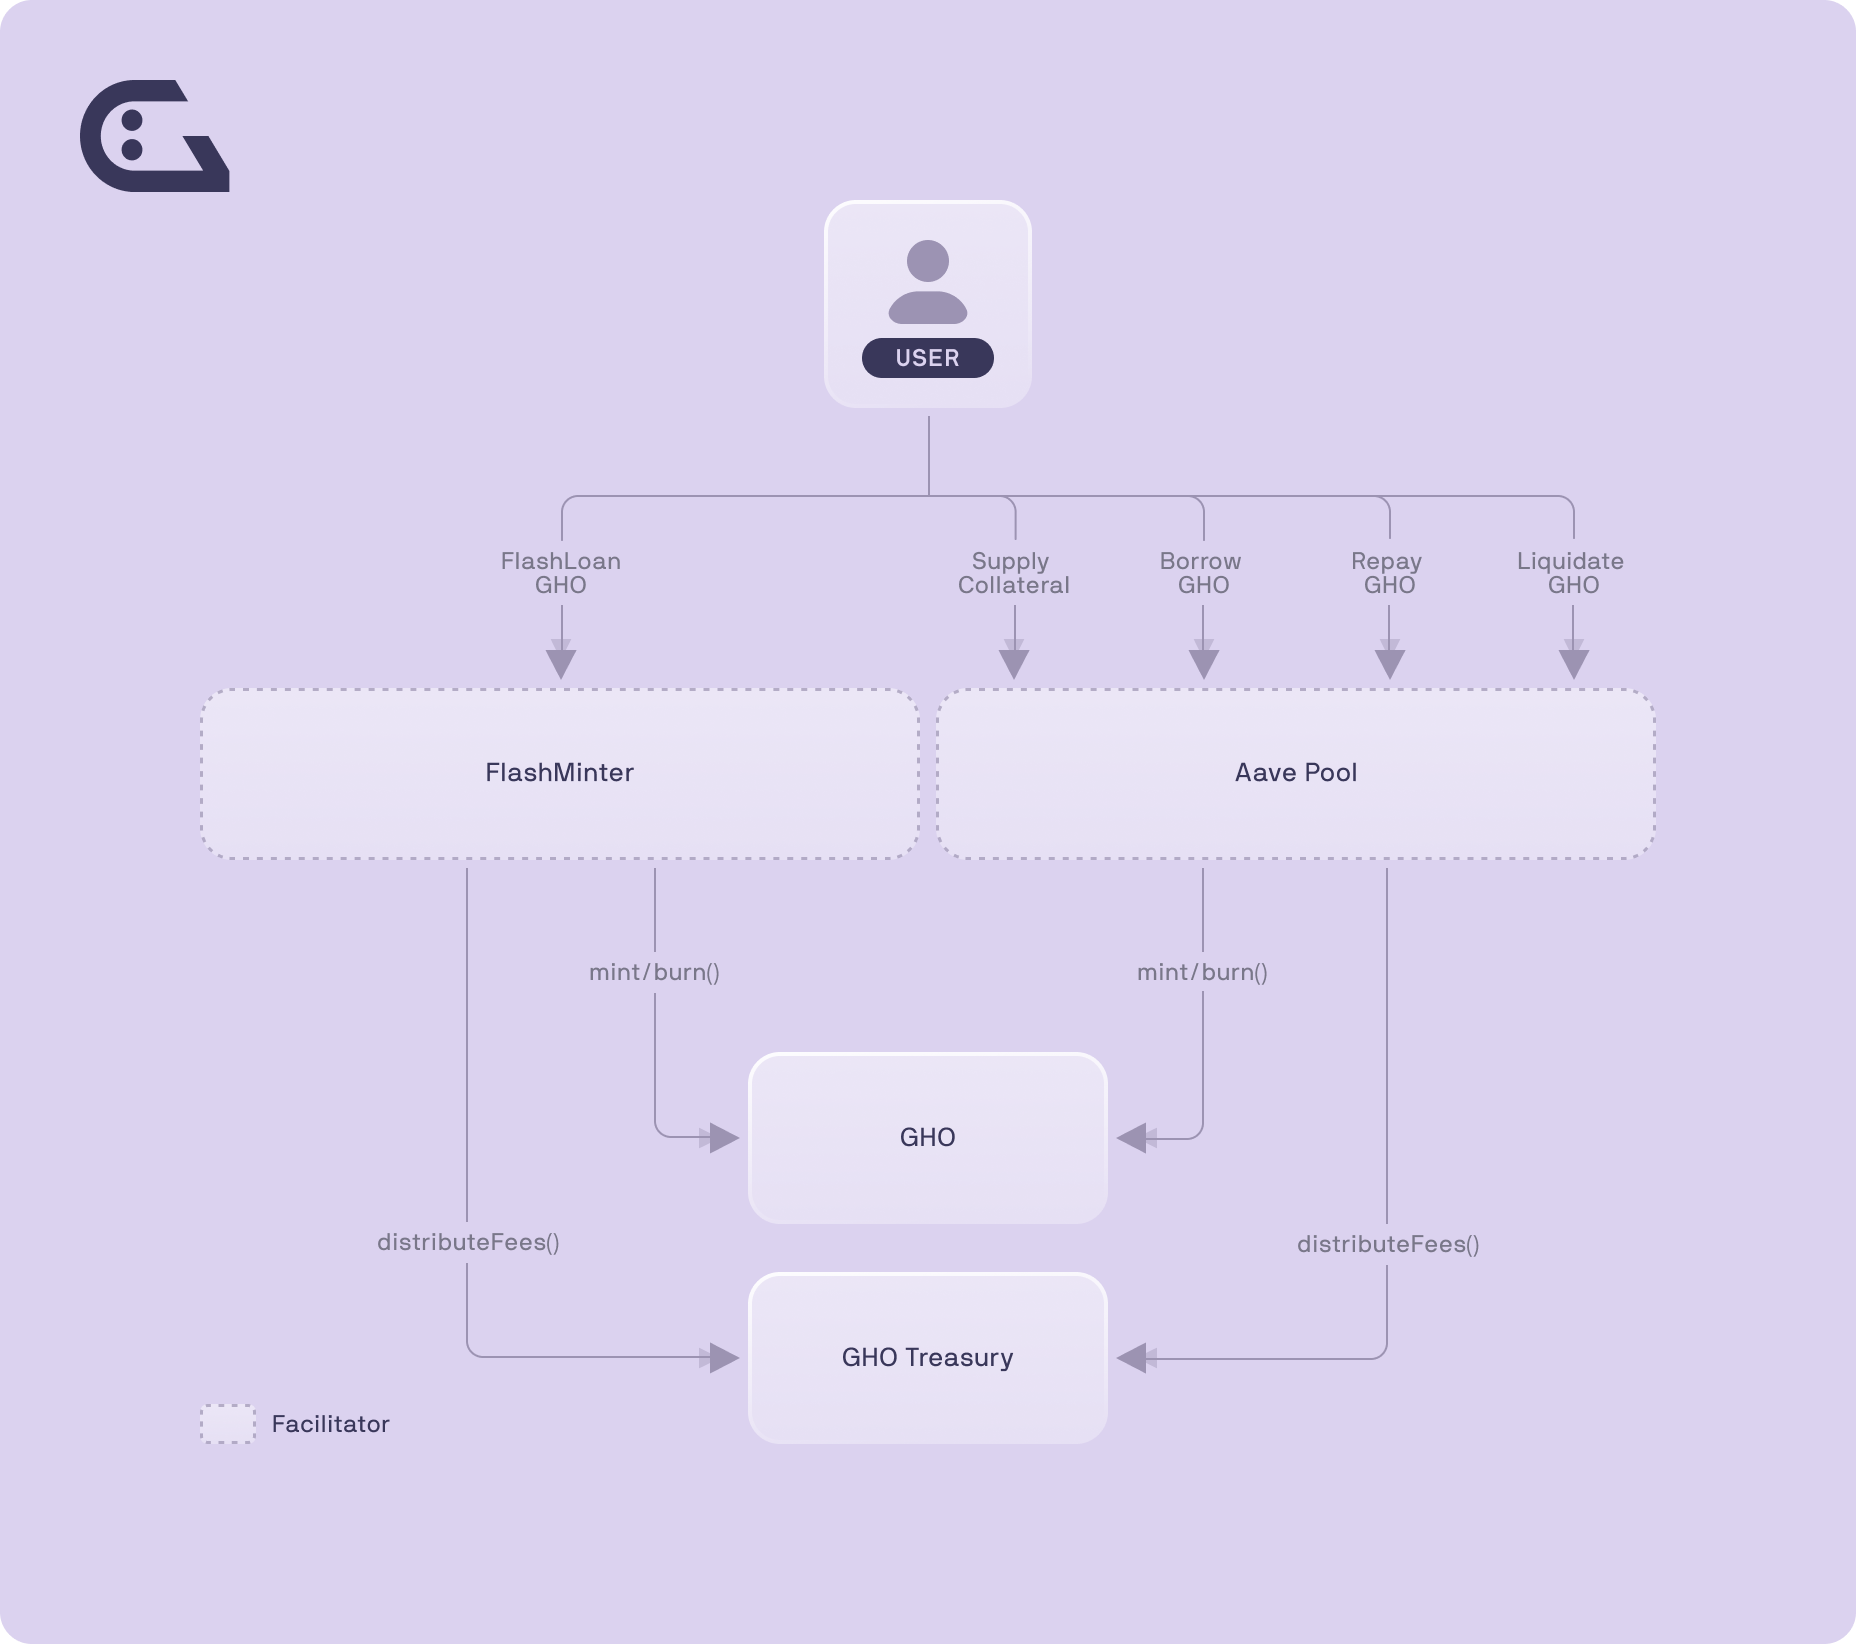 USER
FlashLoan
GHO
Supply
Collateral
Borrow
GHO
Repay
GHO
Liquidate
GHO
FlashMinter
Aave Pool
mint/burn()
mint/burn()
GHO
distributeFees()
distributeFees()
GHO Treasury
Facilitator